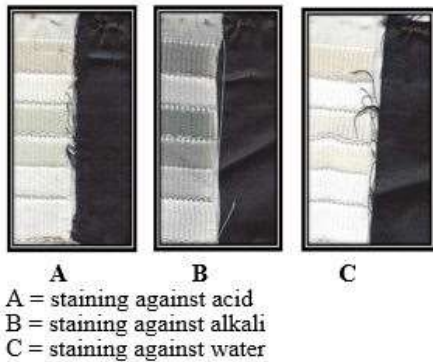 A B C
A = staining against acid
B = staining against alkali
C = staining against water